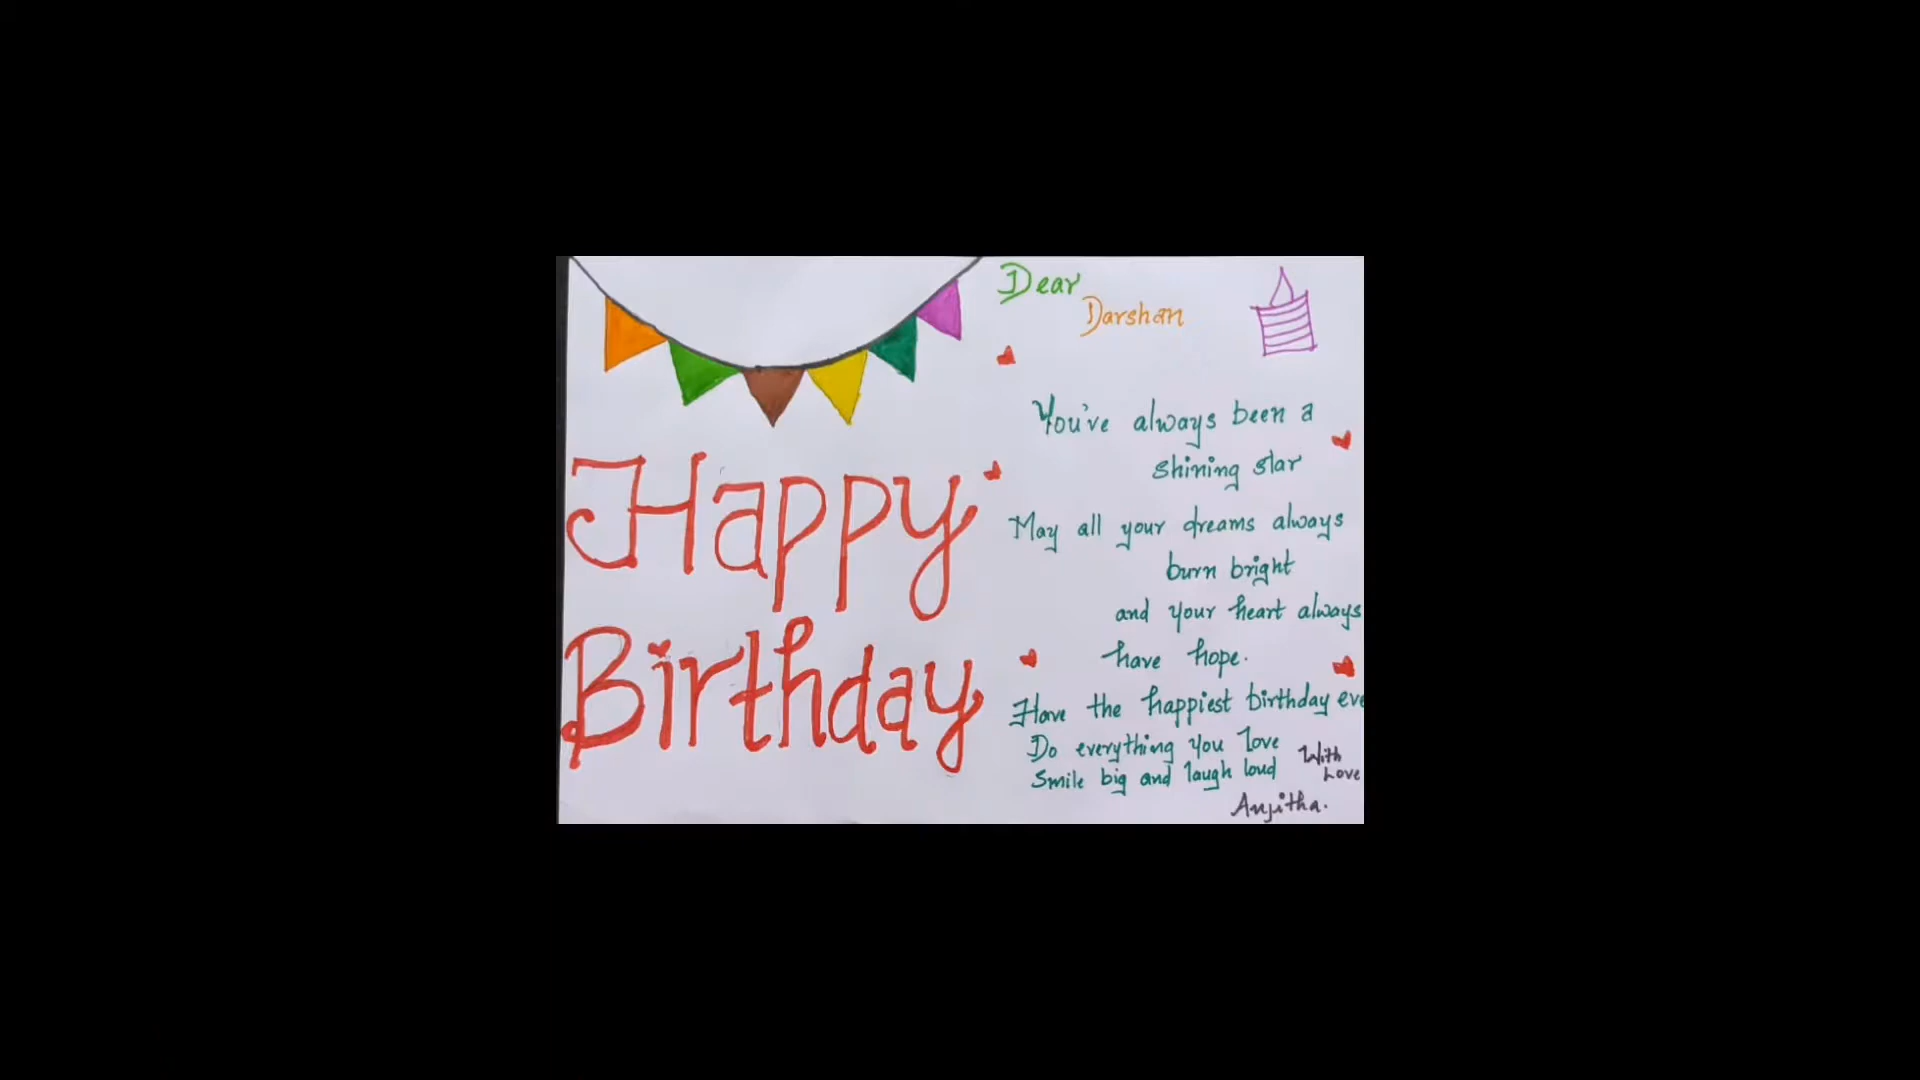 Happy
Birthday
Dear
Darshan
You've always been a
shining star
May all your dreams always
burn bright
and your heart always
have hope.
Have the happiest birthday eve
Do everything you love
Smile big and laugh loud
With
Love
Anjitha.